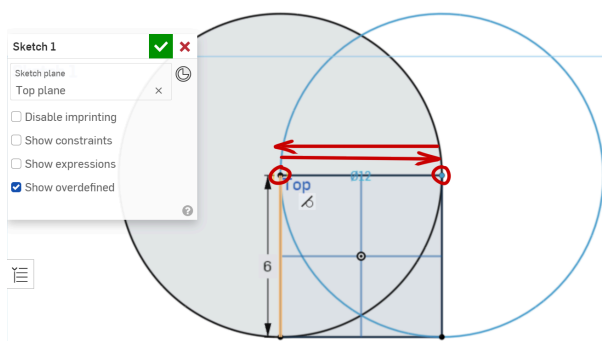 Sketch 1
Sketch plane
Top plane
Disable imprinting
Show constraints
Show expressions
Show overdefined
Top
Ø12
6